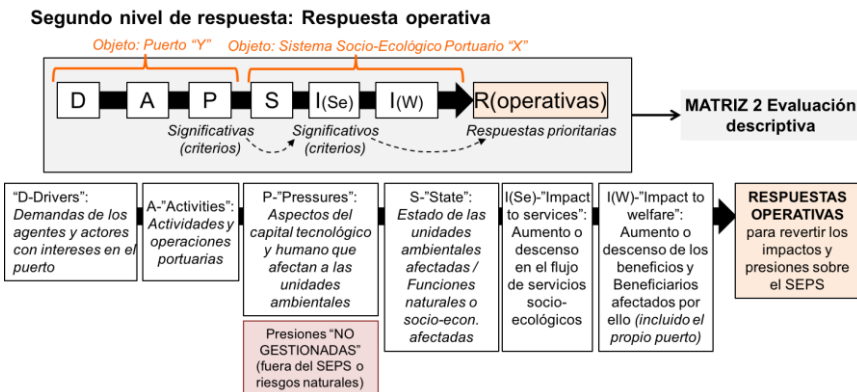 Segundo nivel de respuesta: Respuesta operativa
Objeto: Puerto “Y”
Objeto: Sistema Socio-Ecológico Portuario “X”
D
A
P
S
I(Se)
I(W)
R(operativas)
Significativas
(criterios)
Significativas
(criterios)
Respuestas prioritarias
MATRIZ 2 Evaluación
descriptiva
“D-Drivers”:
Demandas de los
agentes y actores
con intereses en el
puerto
A-”Activities”:
Actividades y
operaciones
portuarias
P-”Pressures”:
Aspectos del
capital tecnológico
y humano que
afectan a las
unidades
ambientales
Presiones “NO
GESTIONADAS”
(fuera del SEPS o
riesgos naturales)
S-”State”:
Estado de las
unidades
ambientales
afectadas /
Funciones
naturales o
socio-econ.
afectadas
I(Se)-”Impact
to services”:
Aumento o
descenso
en el flujo
de servicios
socio-
ecológicos
I(W)-”Impact to
welfare”:
Aumento o
descenso de los
beneficios y
Beneficiarios
afectados por
ello (incluido el
propio puerto)
RESPUESTAS
OPERATIVAS
para revertir los
impactos y
presiones sobre
el SEPS